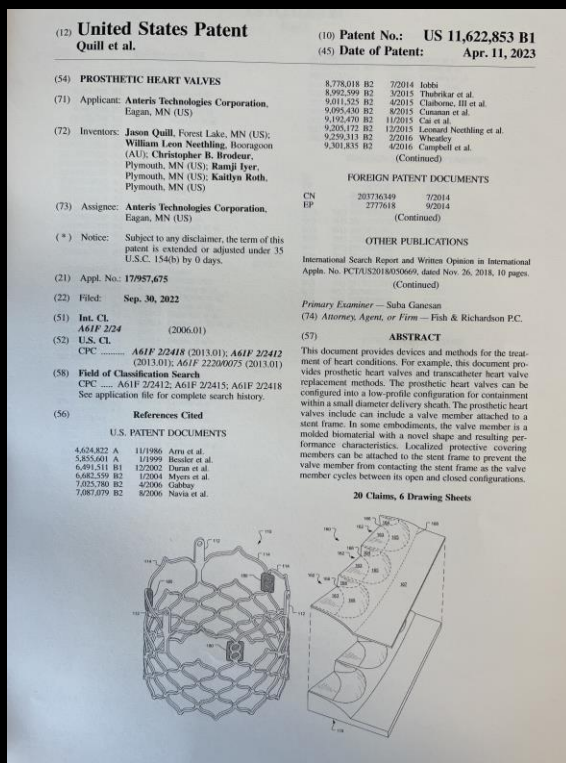 (12) United States Patent
Quill et al.
(10) Patent No.: US 11,622,853 B1
(45) Date of Patent: Apr. 11, 2023
(54) PROSTHETIC HEART VALVES
(71) Applicant: Anteris Technologies Corporation,
Eagan, MN (US)
(72) Inventors: Jason Quill, Forest Lake, MN (US);
William Leon Neethling, Booragoon
(AU); Christopher B. Brodeur,
Plymouth, MN (US); Ramji Iyer,
Plymouth, MN (US); Kaitlyn Roth,
Plymouth, MN (US)
(73) Assignee: Anteris Technologies Corporation,
Eagan, MN (US)
(*) Notice: Subject to any disclaimer, the term of this
patent is extended or adjusted under 35
U.S.C. 154(b) by 0 days.
(21) Appl. No.: 17/957,675
(22) Filed: Sep. 30, 2022
(51) Int. Cl.
A61F 2/24 (2006.01)
(52) U.S. Cl.
CPC .......... A61F 2/2418 (2013.01); A61F 2/2412
(2013.01); A61F 2220/0075 (2013.01)
(58) Field of Classification Search
CPC ..... A61F 2/2412; A61F 2/2415; A61F 2/2418
See application file for complete search history.
(56) References Cited
U.S. PATENT DOCUMENTS
4,624,822 A 11/1986 Arru et al.
5,855,601 A 1/1999 Bessler et al.
6,491,511 B1 12/2002 Duran et al.
6,682,559 B2 1/2004 Myers et al.
7,025,780 B2 4/2006 Gabbay
7,087,079 B2 8/2006 Navia et al.
8,778,018 B2 7/2014 Iobbi
8,992,599 B2 3/2015 Thubrikar et al.
9,011,525 B2 4/2015 Claiborne, III et al.
9,095,430 B2 8/2015 Cunanan et al.
9,192,470 B2 11/2015 Cai et al.
9,205,172 B2 12/2015 Leonard Neethling et al.
9,259,313 B2 2/2016 Wheatley
9,301,835 B2 4/2016 Campbell et al.
(Continued)
FOREIGN PATENT DOCUMENTS
CN 203736349 7/2014
EP 2777618 9/2014
(Continued)
OTHER PUBLICATIONS
International Search Report and Written Opinion in International
Appln. No. PCT/US2018/050669, dated Nov. 26, 2018, 10 pages.
(Continued)
Primary Examiner — Suba Ganesan
(74) Attorney, Agent, or Firm — Fish & Richardson P.C.
(57) ABSTRACT
This document provides devices and methods for the treat-
ment of heart conditions. For example, this document pro-
vides prosthetic heart valves and transcatheter heart valve
replacement methods. The prosthetic heart valves can be
configured into a low-profile configuration for containment
within a small diameter delivery sheath. The prosthetic heart
valves include can include a valve member attached to a
stent frame. In some embodiments, the valve member is a
molded biomaterial with a novel shape and resulting per-
formance characteristics. Localized protective covering
members can be attached to the stent frame to prevent the
valve member from contacting the stent frame as the valve
member cycles between its open and closed configurations.
20 Claims, 6 Drawing Sheets